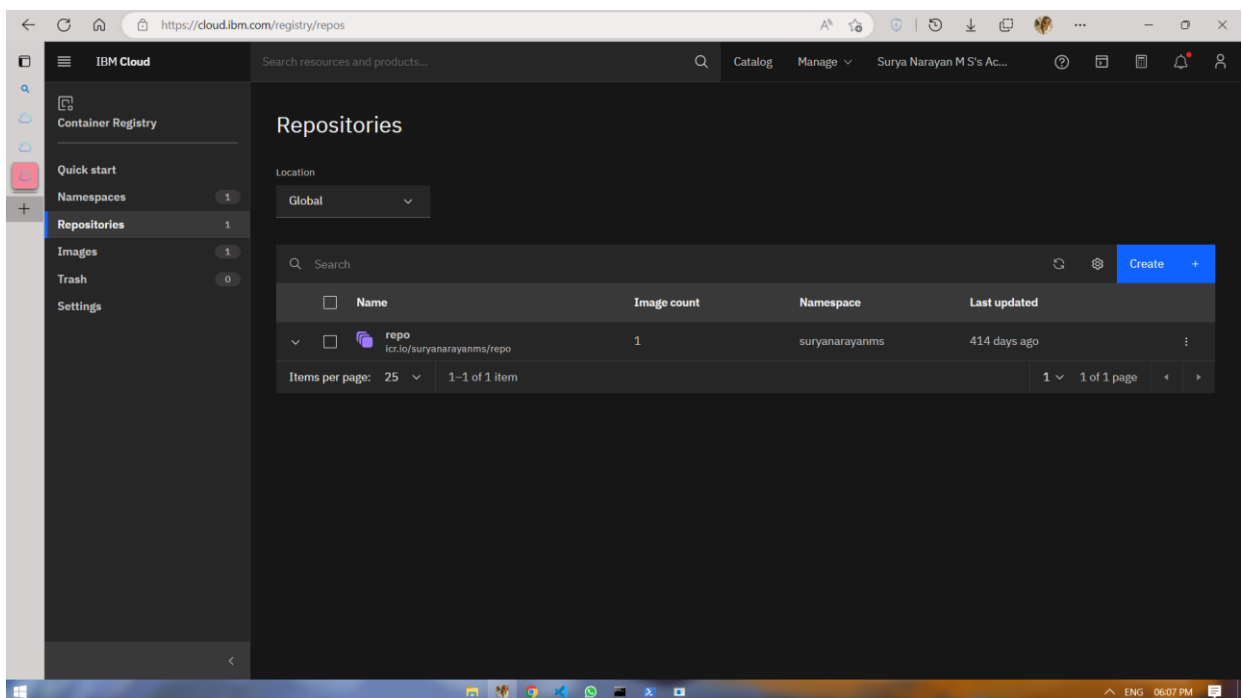 https://cloud.ibm.com/registry/repos
IBM Cloud
Search resources and products...
Catalog
Manage
Surya Narayan M S's Ac...
Container Registry
Quick start
Namespaces 1
Repositories 1
Images 1
Trash 0
Settings
Repositories
Location
Global
Search
Create +
Name Image count Namespace Last updated
repo
icr.io/suryanarayanms/repo
1 suryanarayanms 414 days ago
Items per page: 25 1–1 of 1 item 1 1 of 1 page
ENG 06:07 PM